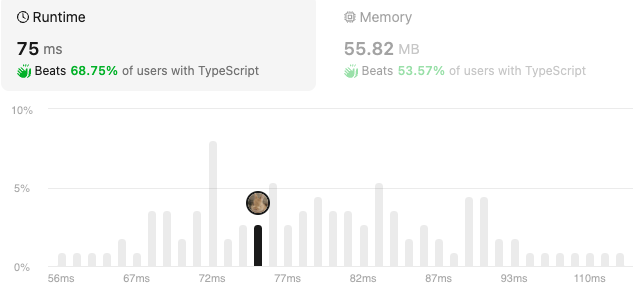 Runtime
75 ms
Beats 68.75% of users with TypeScript
Memory
55.82 MB
Beats 53.57% of users with TypeScript
10%
5%
0%
56ms 67ms 72ms 77ms 82ms 87ms 93ms 110ms